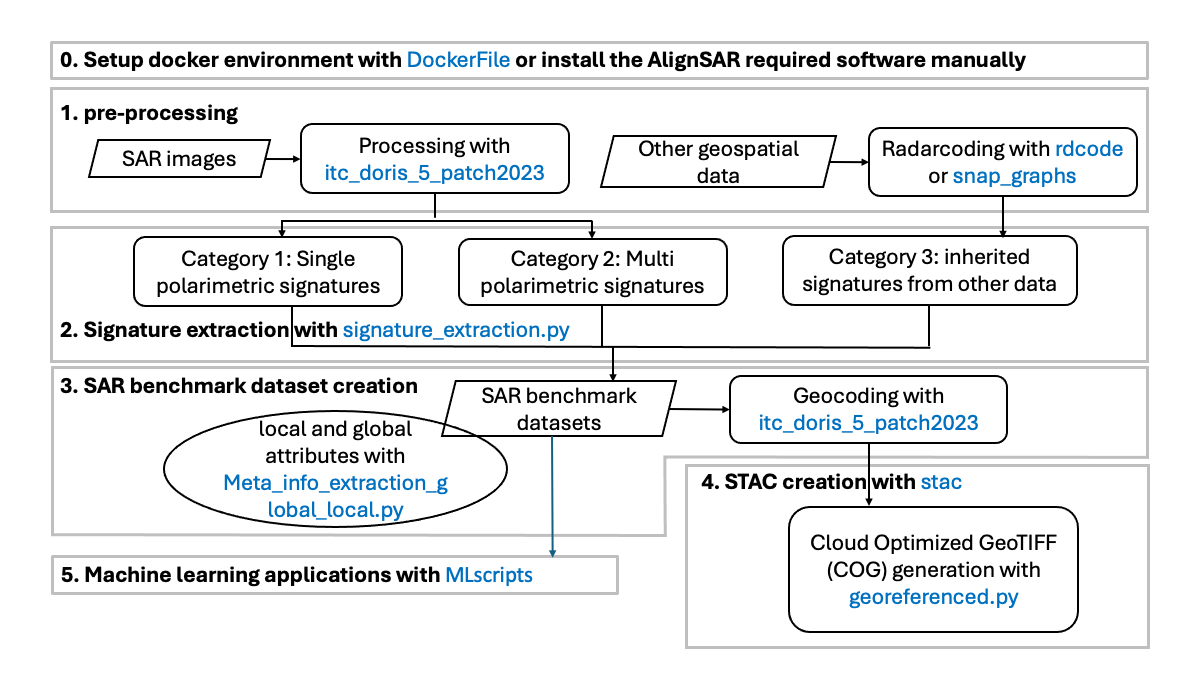 0. Setup docker environment with DockerFile or install the AlignSAR required software manually
1. pre-processing
SAR images
Processing with
itc_doris_5_patch2023
Other geospatial
data
Radarcoding with rdcode
or snap_graphs
Category 1: Single
polarimetric signatures
Category 2: Multi
polarimetric signatures
Category 3: inherited
signatures from other data
2. Signature extraction with signature_extraction.py
3. SAR benchmark dataset creation
SAR benchmark
datasets
Geocoding with
itc_doris_5_patch2023
local and global
attributes with
Meta_info_extraction_g
lobal_local.py
4. STAC creation with stac
Cloud Optimized GeoTIFF
(COG) generation with
georeferenced.py
5. Machine learning applications with MLscripts